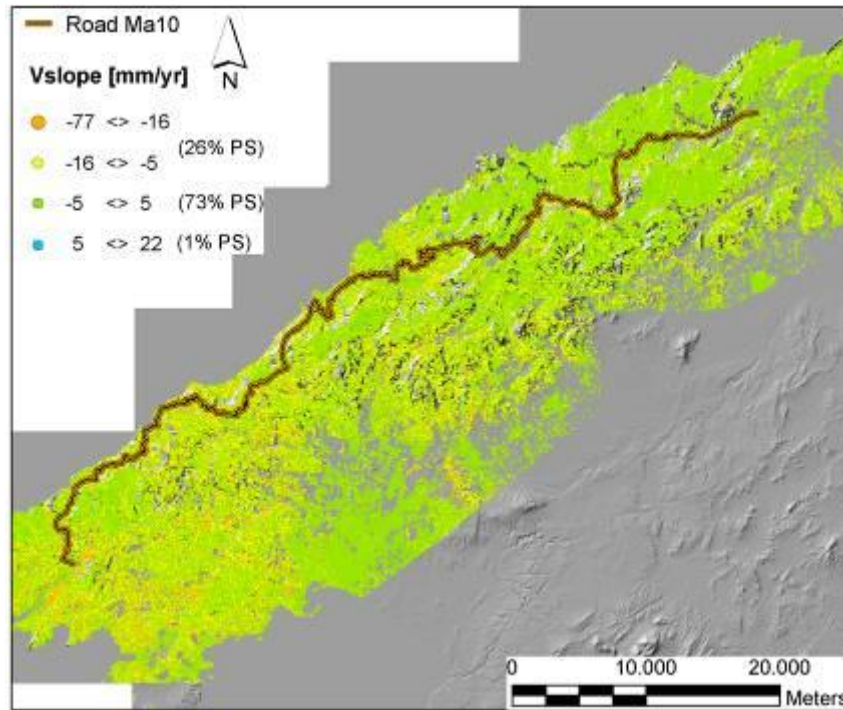 Road Ma10
N
Vslope [mm/yr]
-77 <> -16
(26% PS)
-16 <> -5
-5 <> 5 (73% PS)
5 <> 22 (1% PS)
0 10.000 20.000
Meters